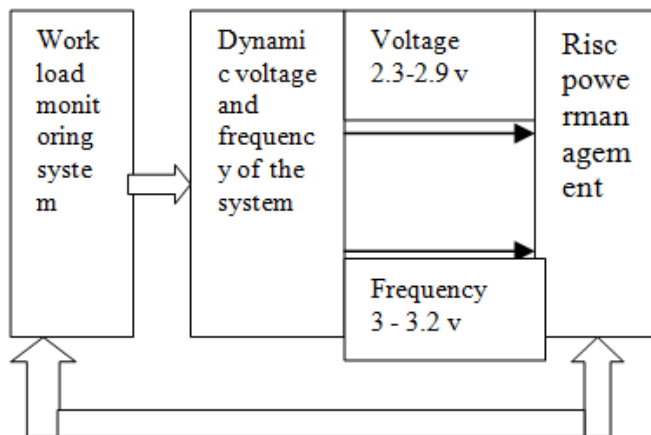 Work
load
monit
oring
syste
m
Dynami
c voltage
and
frequenc
y of the
system
Voltage
2.3-2.9 v
Frequency
3 - 3.2 v
Risc
powe
rman
agem
ent